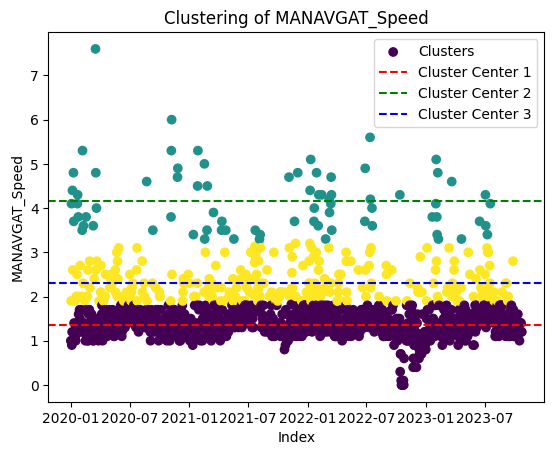 Clustering of MANAVGAT_Speed
Clusters
Cluster Center 1
Cluster Center 2
Cluster Center 3
MANAVGAT_Speed
7
6
5
4
3
2
1
0
2020-01 2020-07 2021-01 2021-07 2022-01 2022-07 2023-01 2023-07
Index